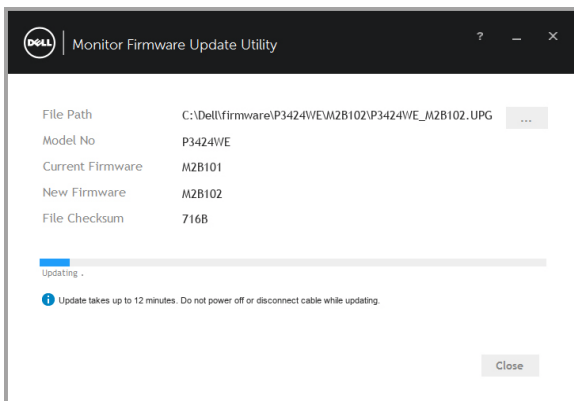 DELL Monitor Firmware Update Utility ? _ X
File Path C:\Dell\firmware\P3424WE\M2B102\P3424WE_M2B102.UPG ...
Model No P3424WE
Current Firmware M2B101
New Firmware M2B102
File Checksum 716B
Updating .
i Update takes up to 12 minutes. Do not power off or disconnect cable while updating.
Close